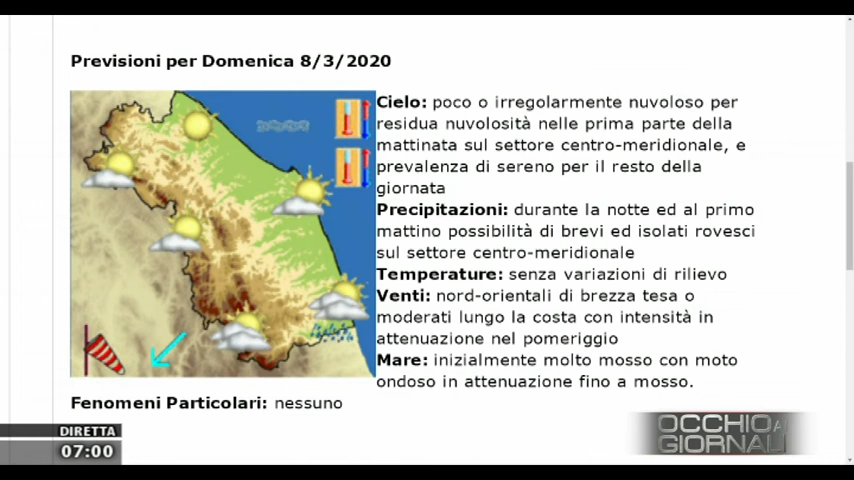 Previsioni per Domenica 8/3/2020
Cielo: poco o irregolarmente nuvoloso per
residua nuvolosità nelle prima parte della
mattinata sul settore centro-meridionale, e
prevalenza di sereno per il resto della
giornata
Precipitazioni: durante la notte ed al primo
mattino possibilità di brevi ed isolati rovesci
sul settore centro-meridionale
Temperature: senza variazioni di rilievo
Venti: nord-orientali di brezza tesa o
moderati lungo la costa con intensità in
attenuazione nel pomeriggio
Mare: inizialmente molto mosso con moto
ondoso in attenuazione fino a mosso.
Fenomeni Particolari: nessuno
DIRETTA
07:00
OCCHIO AI
GIORNALI